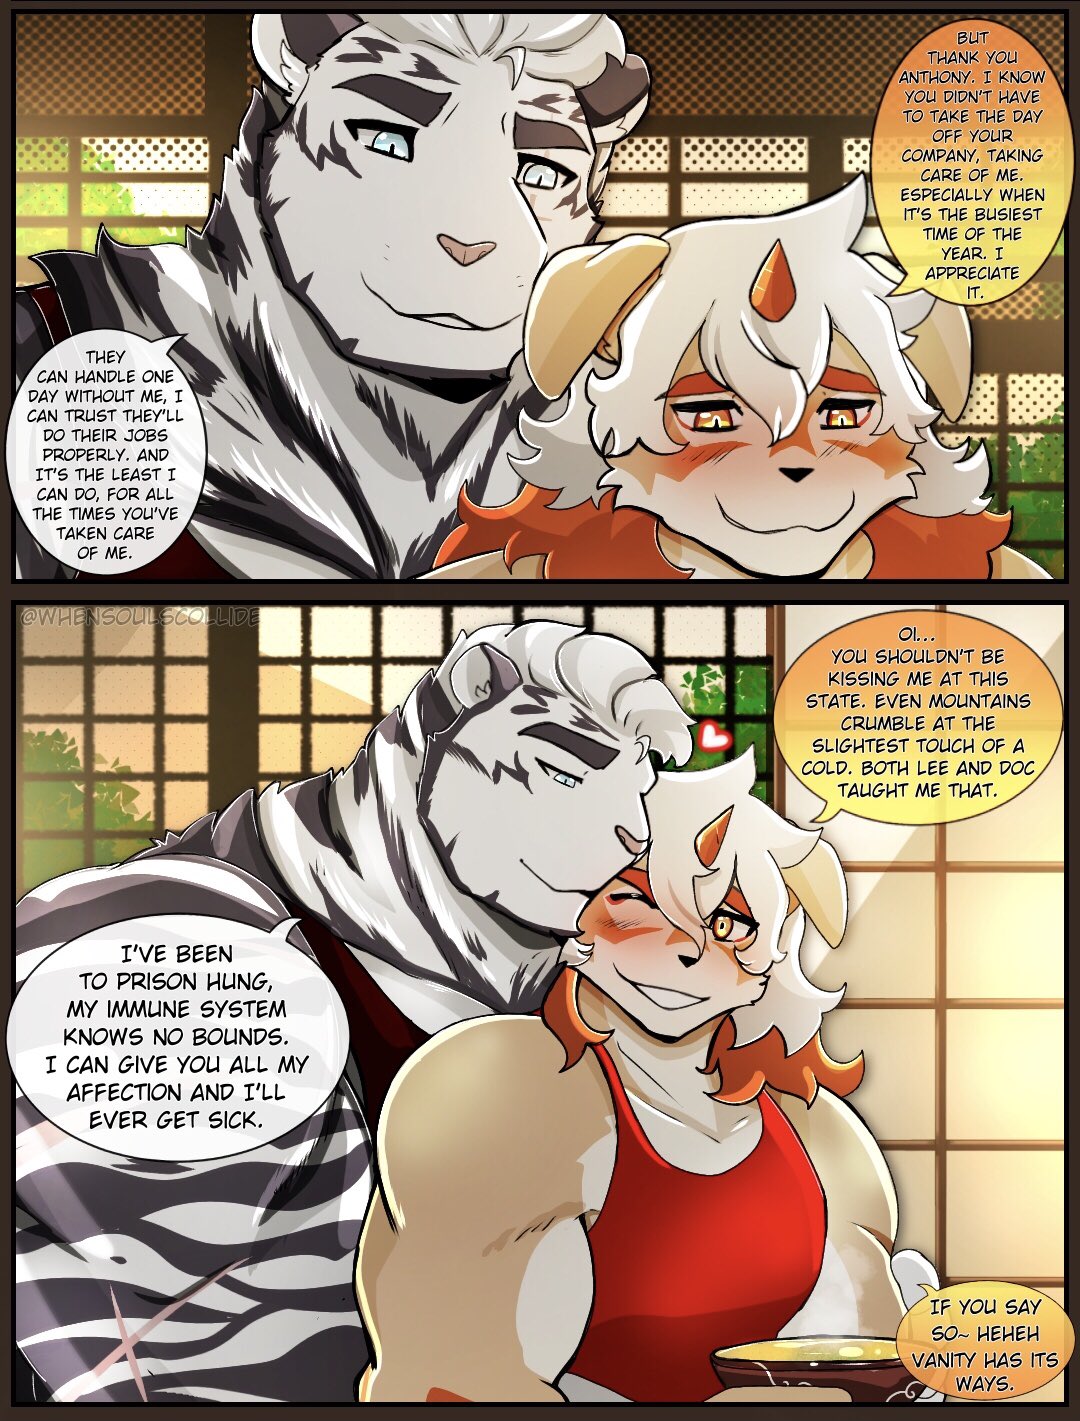 BUT
THANK YOU
ANTHONY. I KNOW
YOU DIDN'T HAVE
TO TAKE THE DAY
OFF YOUR
COMPANY, TAKING
CARE OF ME.
ESPECIALLY WHEN
IT'S THE BUSIEST
TIME OF THE
YEAR. I
APPRECIATE
IT.
THEY
CAN HANDLE ONE
DAY WITHOUT ME, I
CAN TRUST THEY'LL
DO THEIR JOBS
PROPERLY. AND
IT'S THE LEAST I
CAN DO, FOR ALL
THE TIMES YOU'VE
TAKEN CARE
OF ME.
@WHENSOULSCOLLIDE
OI...
YOU SHOULDN'T BE
KISSING ME AT THIS
STATE. EVEN MOUNTAINS
CRUMBLE AT THE
SLIGHTEST TOUCH OF A
COLD. BOTH LEE AND DOC
TAUGHT ME THAT.
I'VE BEEN
TO PRISON HUNG,
MY IMMUNE SYSTEM
KNOWS NO BOUNDS.
I CAN GIVE YOU ALL MY
AFFECTION AND I'LL
EVER GET SICK.
IF YOU SAY
SO~ HEHEH
VANITY HAS ITS
WAYS.